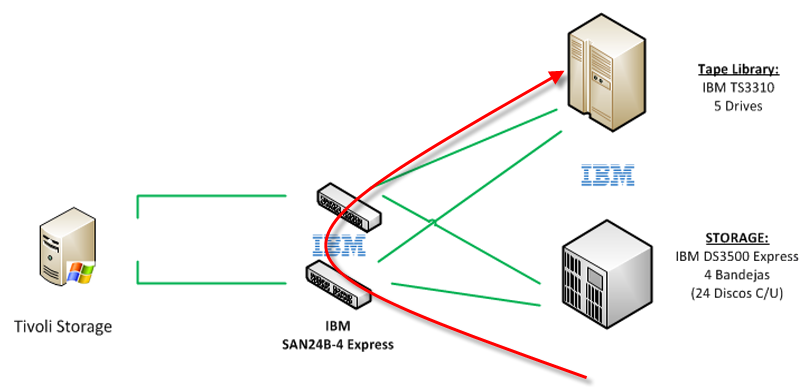 Tape Library:
IBM TS3310
5 Drives
IBM
STORAGE:
IBM DS3500 Express
4 Bandejas
(24 Discos C/U)
IBM
IBM
SAN24B-4 Express
Tivoli Storage